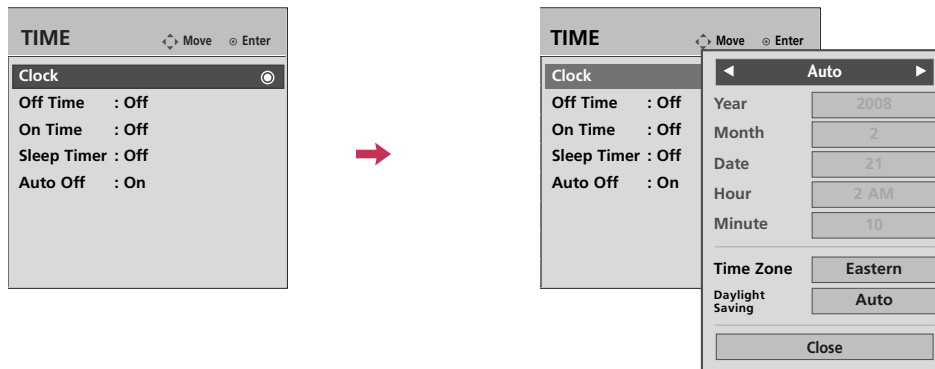 TIME Move Enter
Clock
Off Time : Off
On Time : Off
Sleep Timer : Off
Auto Off : On
TIME Move Enter
Clock
Off Time : Off
On Time : Off
Sleep Timer : Off
Auto Off : On
Auto
Year 2008
Month 2
Date 21
Hour 2 AM
Minute 10
Time Zone Eastern
Daylight
Saving Auto
Close